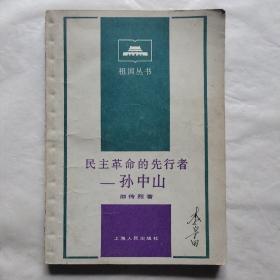 祖国丛书
民主革命的先行者
—孙中山
邵传烈著
上海人民出版社